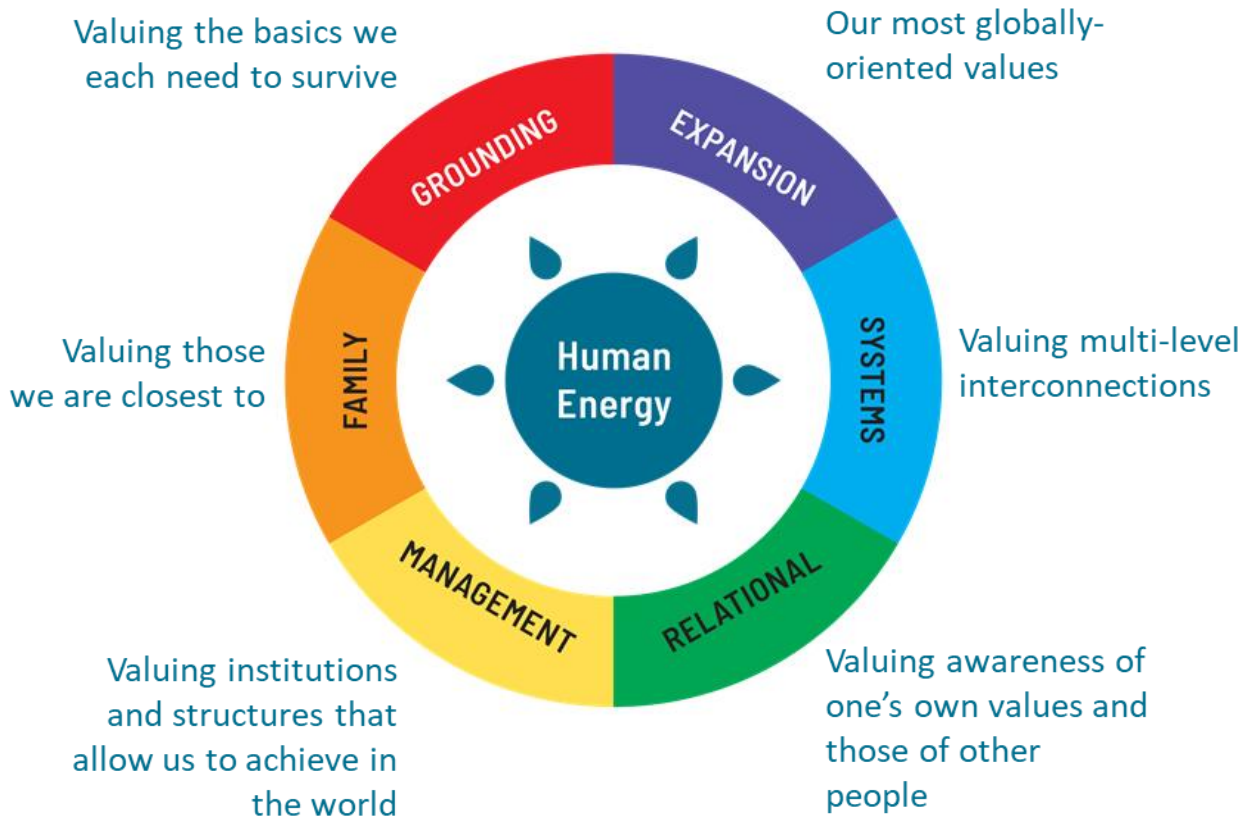 Valuing the basics we
each need to survive
Our most globally-
oriented values
GROUNDING
EXPANSION
Valuing those
we are closest to
FAMILY
Human
Energy
SYSTEMS
Valuing multi-level
interconnections
MANAGEMENT
RELATIONAL
Valuing institutions
and structures that
allow us to achieve in
the world
Valuing awareness of
one’s own values and
those of other
people